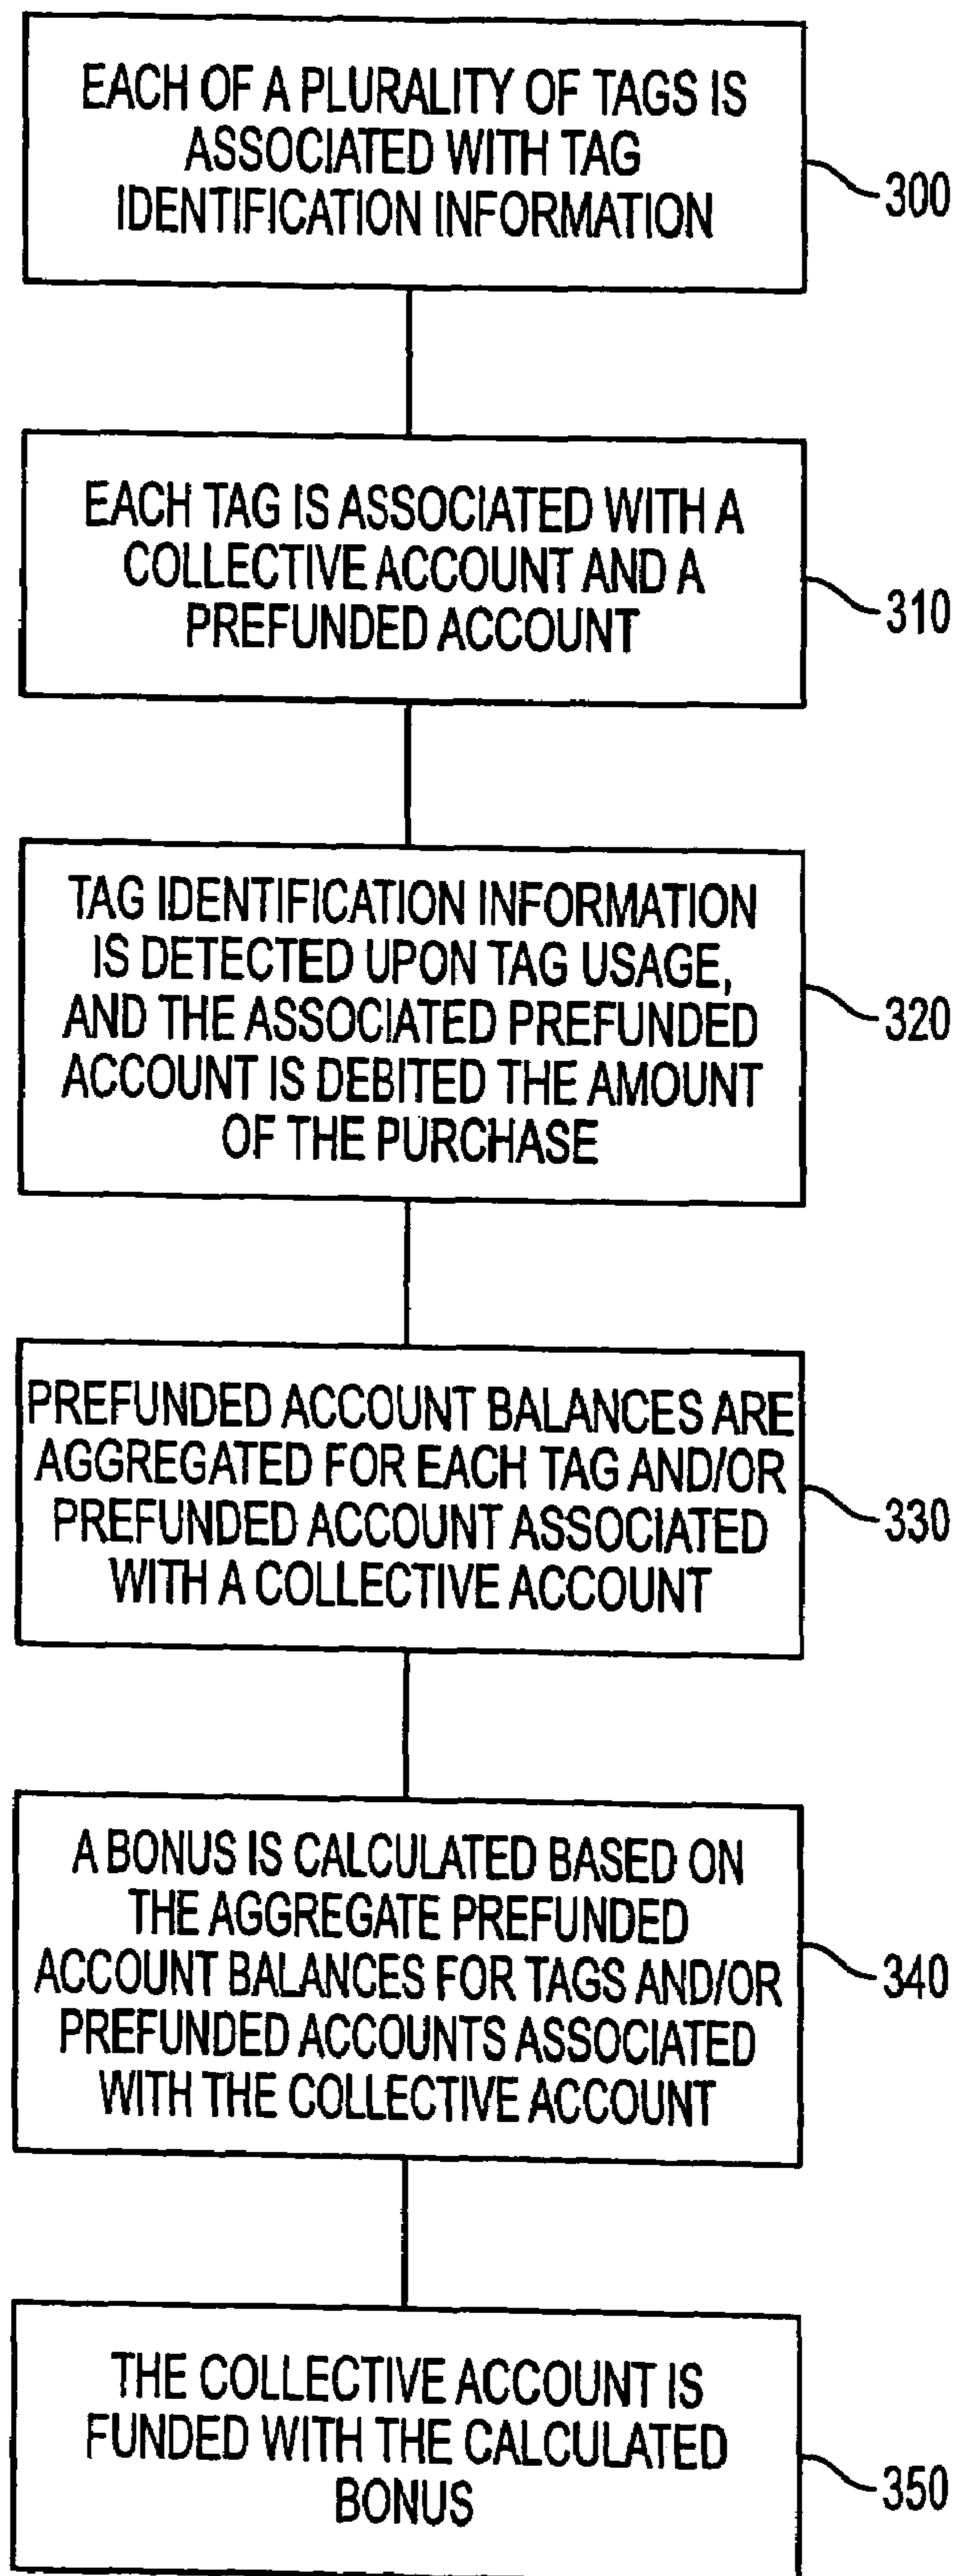 EACH OF A PLURALITY OF TAGS IS
ASSOCIATED WITH TAG
IDENTIFICATION INFORMATION
300
EACH TAG IS ASSOCIATED WITH A
COLLECTIVE ACCOUNT AND A
PREFUNDED ACCOUNT
310
TAG IDENTIFICATION INFORMATION
IS DETECTED UPON TAG USAGE,
AND THE ASSOCIATED PREFUNDED
ACCOUNT IS DEBITED THE AMOUNT
OF THE PURCHASE
320
PREFUNDED ACCOUNT BALANCES ARE
AGGREGATED FOR EACH TAG AND/OR
PREFUNDED ACCOUNT ASSOCIATED
WITH A COLLECTIVE ACCOUNT
330
A BONUS IS CALCULATED BASED ON
THE AGGREGATE PREFUNDED
ACCOUNT BALANCES FOR TAGS AND/OR
PREFUNDED ACCOUNTS ASSOCIATED
WITH THE COLLECTIVE ACCOUNT
340
THE COLLECTIVE ACCOUNT IS
FUNDED WITH THE CALCULATED
BONUS
350